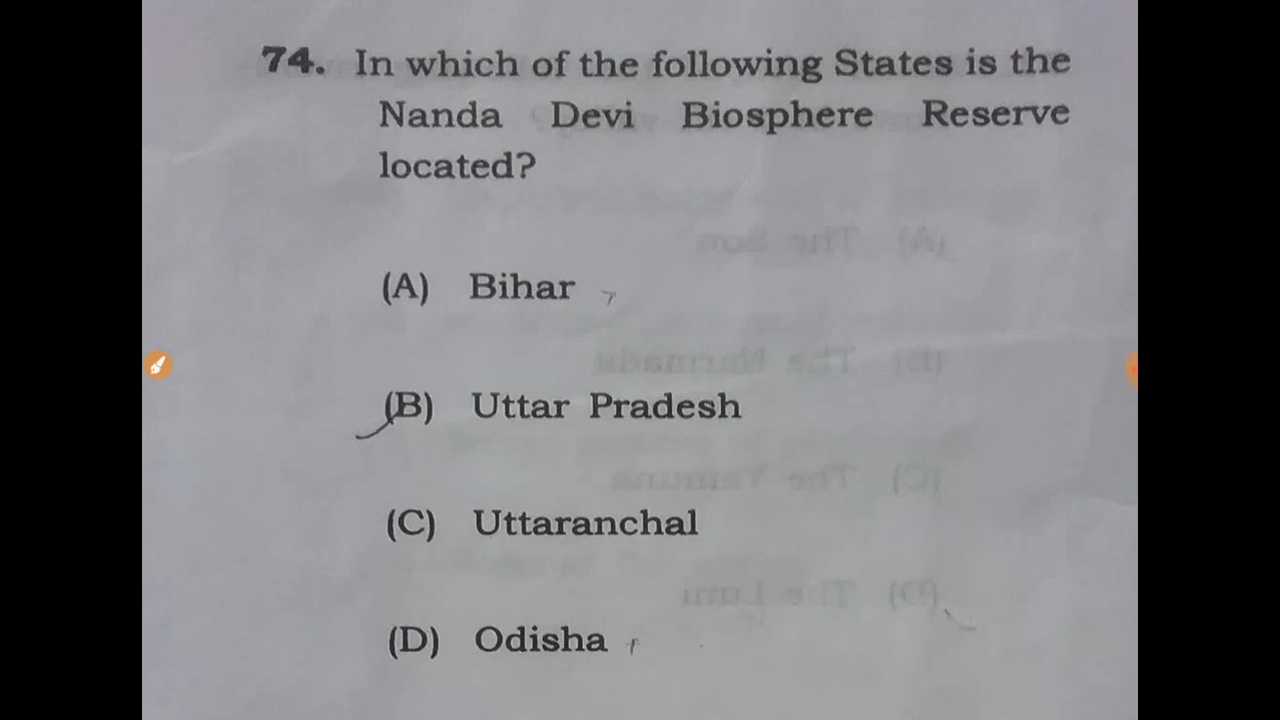 74. In which of the following States is the
Nanda Devi Biosphere Reserve
located?
(A) Bihar
(B) Uttar Pradesh
(C) Uttaranchal
(D) Odisha